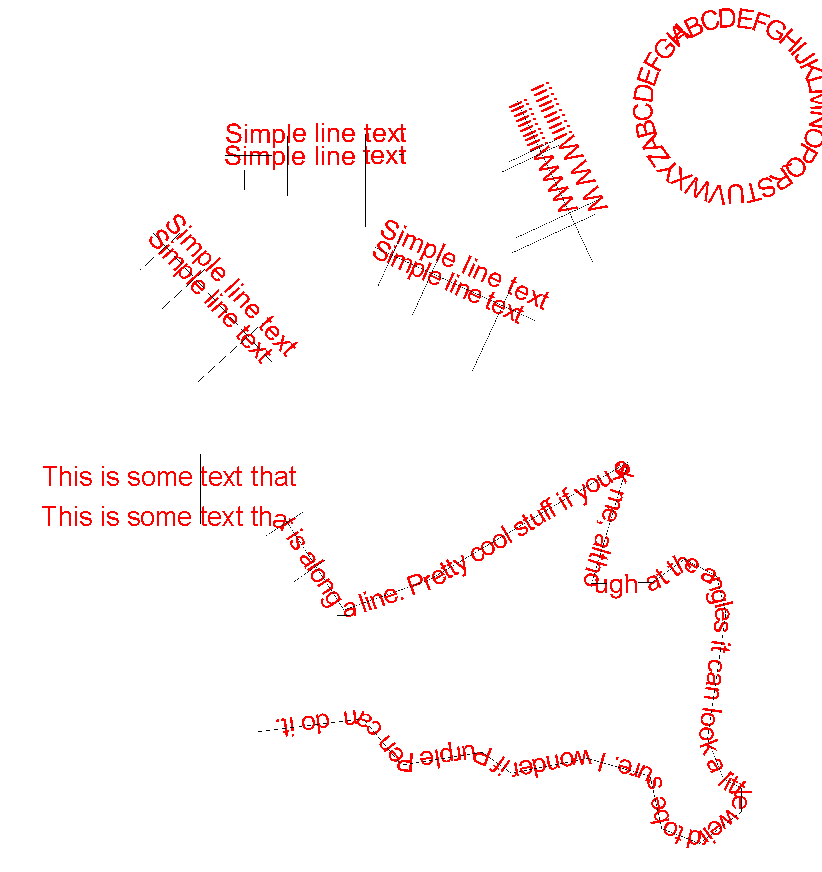 ABCDEFGHIJKLMNOPQRSTUVWXYZABCDEFGH
Simple line text
Simple line text
Simple line text
Simple line text
Simple line text
Simple line text
This is some text that
This is some text that is along a line. Pretty cool stuff if you me, although at the angles it can look a little weird to be sure. I wonder if Purple Pen can do it.